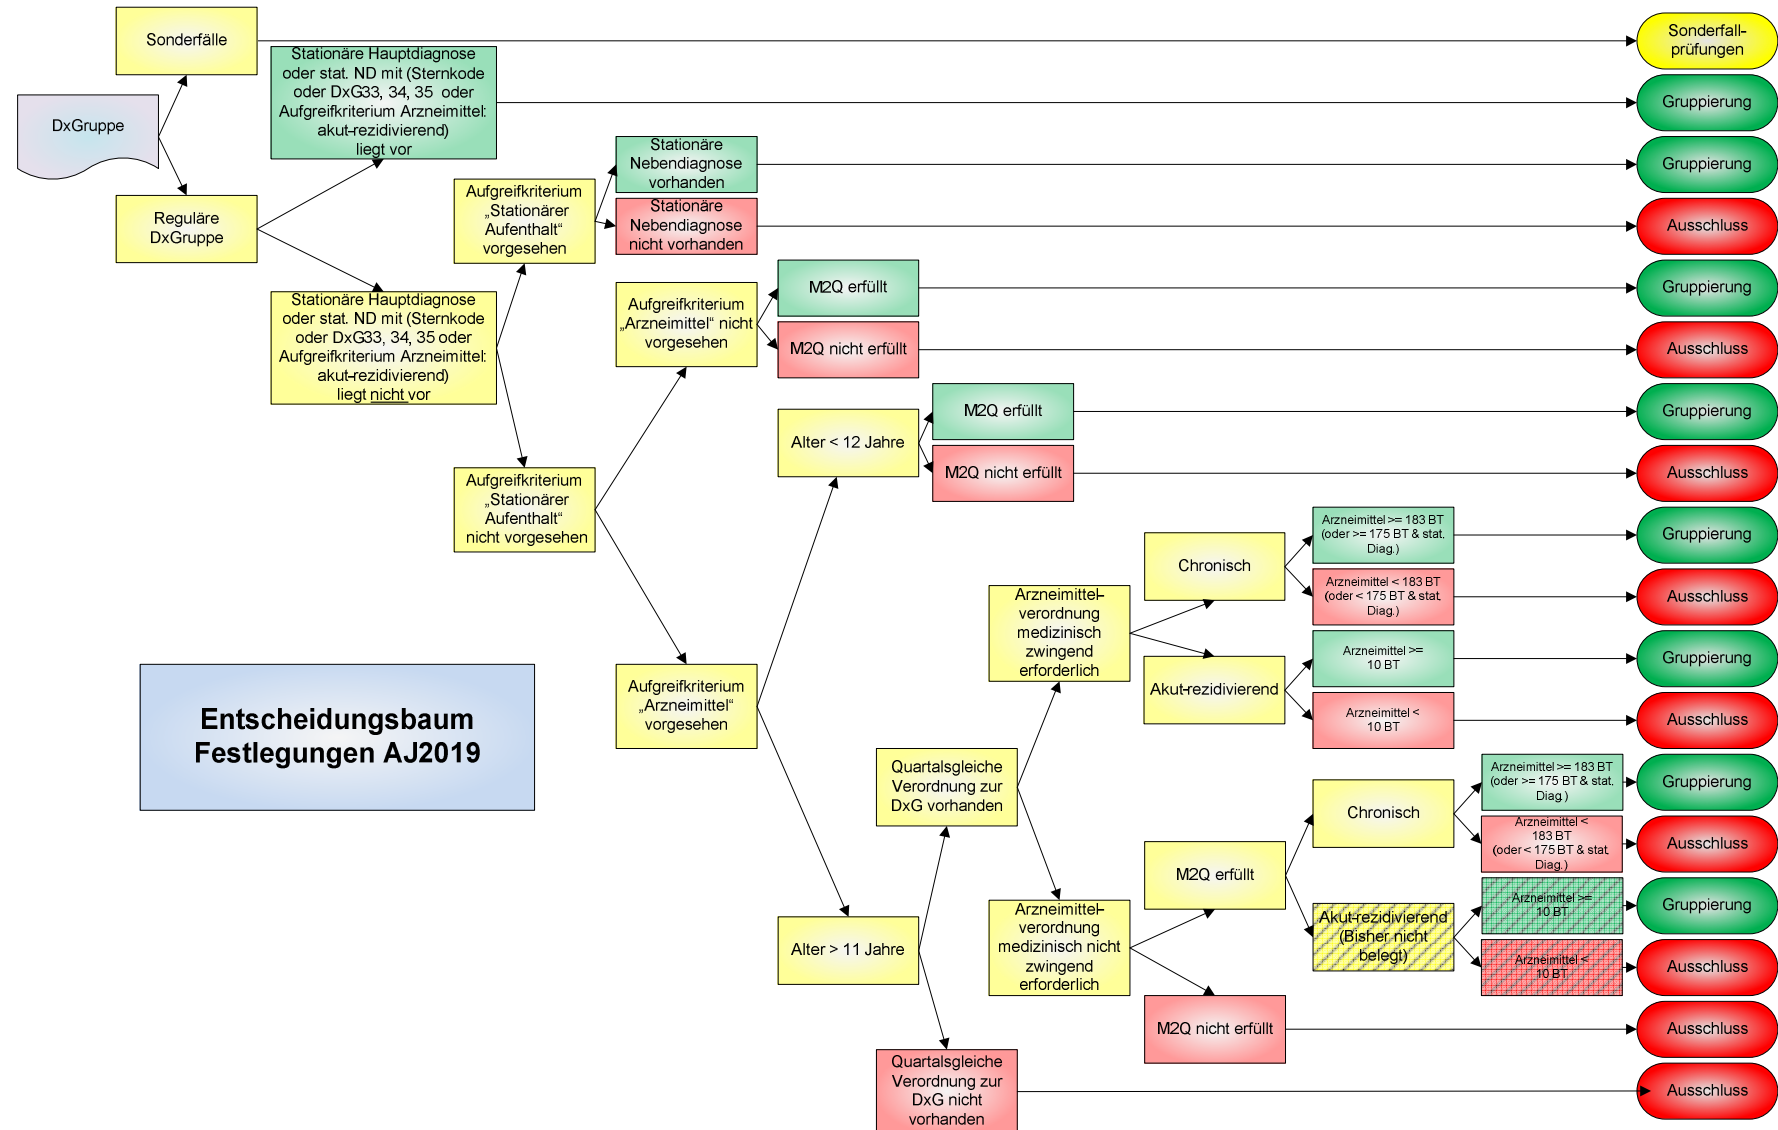 Sonderfälle
Sonderfall-
prüfungen
Stationäre Hauptdiagnose
oder stat. ND mit (Sternkode
oder DxG33, 34, 35 oder
Aufgreifkriterium Arzneimittel:
akut-rezidivierend)
liegt vor
Gruppierung
DxGruppe
Stationäre
Nebendiagnose
vorhanden
Gruppierung
Aufgreifkriterium
„Stationärer
Aufenthalt“
vorgesehen
Stationäre
Nebendiagnose
nicht vorhanden
Ausschluss
Reguläre
DxGruppe
M2Q erfüllt
Gruppierung
Stationäre Hauptdiagnose
oder stat. ND mit (Sternkode
oder DxG33, 34, 35 oder
Aufgreifkriterium Arzneimittel:
akut-rezidivierend)
liegt nicht vor
Aufgreifkriterium
„Arzneimittel“ nicht
vorgesehen
M2Q nicht erfüllt
Ausschluss
M2Q erfüllt
Gruppierung
Alter < 12 Jahre
M2Q nicht erfüllt
Ausschluss
Aufgreifkriterium
„Stationärer
Aufenthalt“
nicht vorgesehen
Arzneimittel >= 183 BT
(oder >= 175 BT & stat.
Diag.)
Gruppierung
Chronisch
Arzneimittel < 183 BT
(oder < 175 BT & stat.
Diag.)
Ausschluss
Arzneimittel-
verordnung
medizinisch
zwingend
erforderlich
Arzneimittel >=
10 BT
Gruppierung
Akut-rezidivierend
Arzneimittel <
10 BT
Ausschluss
Aufgreifkriterium
„Arzneimittel“
vorgesehen
Entscheidungsbaum
Festlegungen AJ2019
Quartalsgleiche
Verordnung zur
DxG vorhanden
Arzneimittel >= 183 BT
(oder >= 175 BT & stat.
Diag.)
Gruppierung
Chronisch
Arzneimittel <
183 BT
(oder < 175 BT & stat.
Diag.)
Ausschluss
M2Q erfüllt
Arzneimittel >=
10 BT
Gruppierung
Akut-rezidivierend
(Bisher nicht
belegt)
Arzneimittel <
10 BT
Ausschluss
Alter > 11 Jahre
Arzneimittel-
verordnung
medizinisch nicht
zwingend
erforderlich
M2Q nicht erfüllt
Ausschluss
Quartalsgleiche
Verordnung zur
DxG nicht
vorhanden
Ausschluss